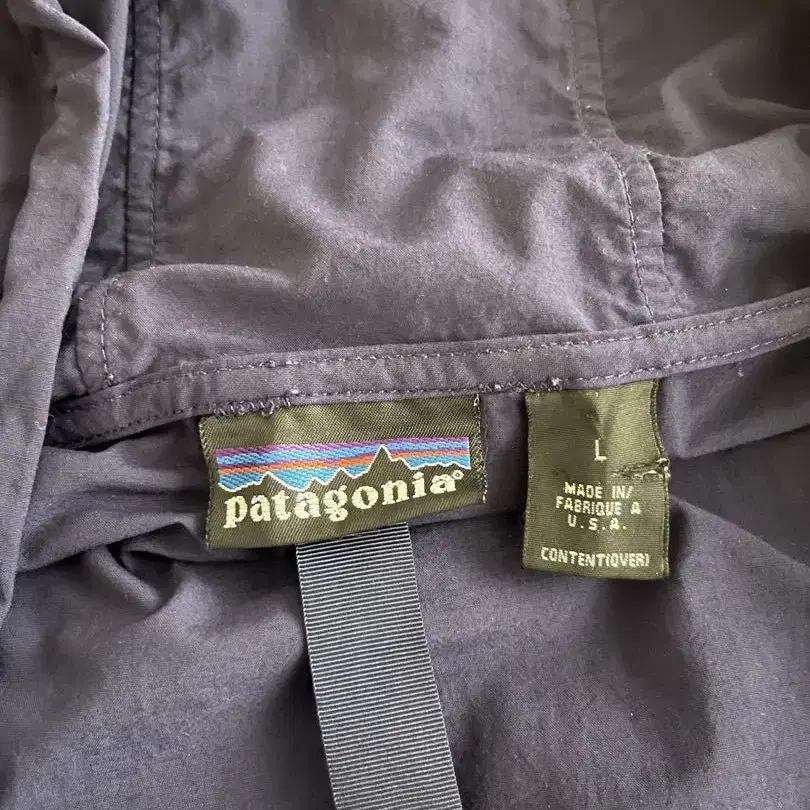 patagonia®
L
MADE IN/
FABRIQUE A
U.S.A.
CONTENT(OVER)